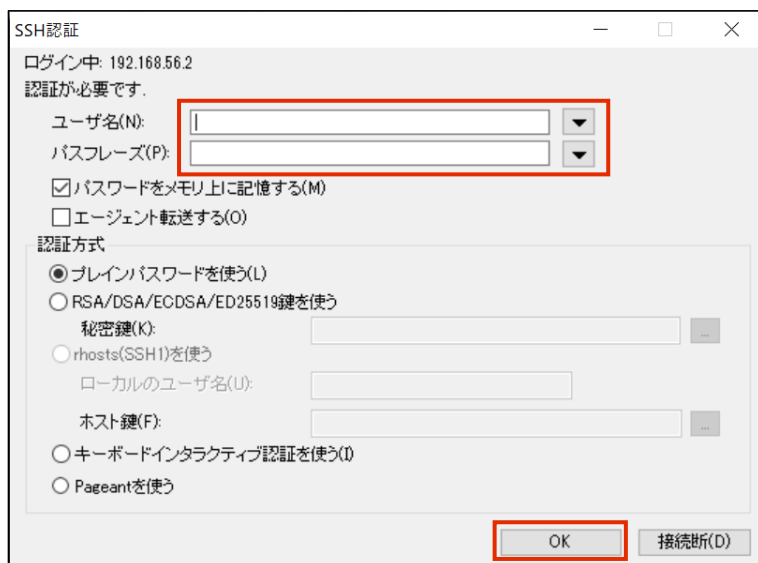 SSH認証
ログイン中: 192.168.56.2
認証が必要です.
ユーザ名(N):
パスフレーズ(P):
パスワードをメモリ上に記憶する(M)
エージェント転送する(O)
認証方式
プレインパスワードを使う(L)
RSA/DSA/ECDSA/ED25519鍵を使う
秘密鍵(K):
...
rhosts(SSH1)を使う
ローカルのユーザ名(U):
ホスト鍵(F):
...
キーボードインタラクティブ認証を使う(I)
Pageantを使う
OK 接続断(D)